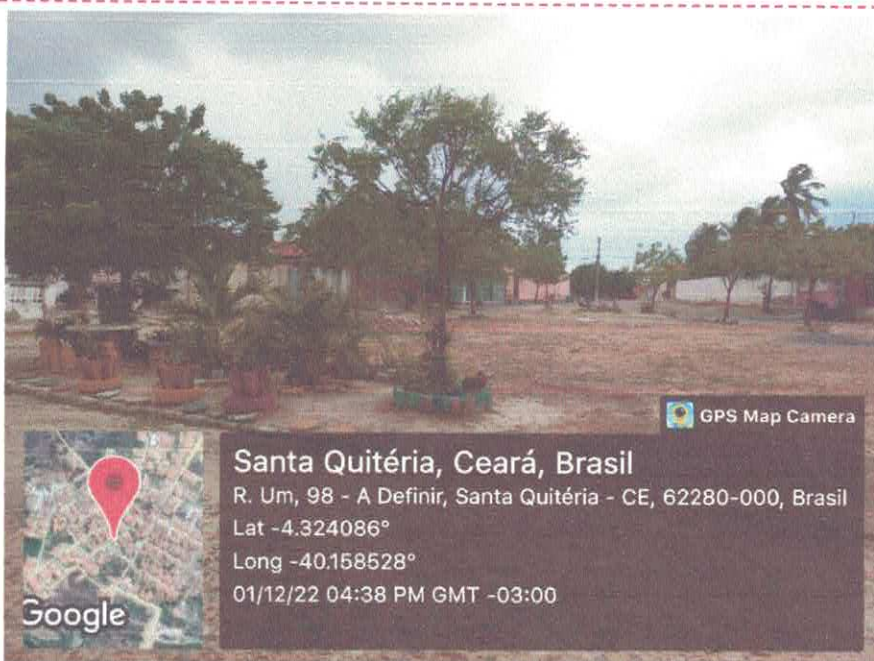 GPS Map Camera
Santa Quitéria, Ceará, Brasil
R. Um, 98 - A Definir, Santa Quitéria - CE, 62280-000, Brasil
Lat -4.324086°
Long -40.158528°
01/12/22 04:38 PM GMT -03:00
Google